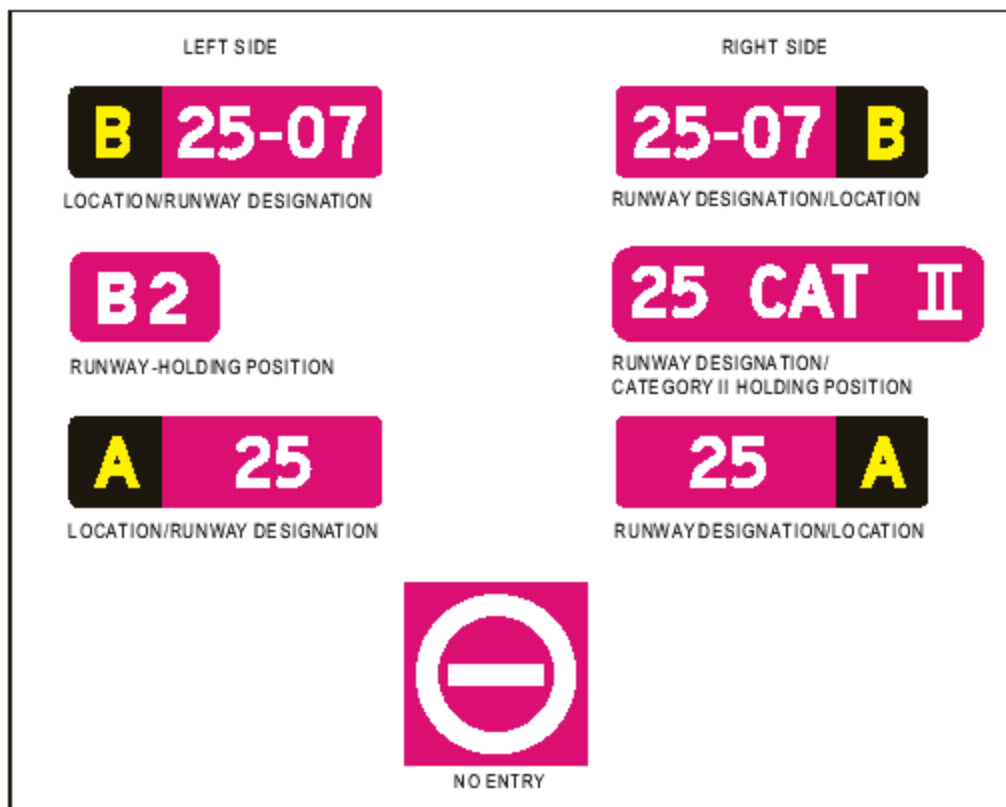 LEFT SIDE
RIGHT SIDE
B 25-07
25-07 B
LOCATION/RUNWAY DESIGNATION
RUNWAY DESIGNATION/LOCATION
B2
25 CAT II
RUNWAY-HOLDING POSITION
RUNWAY DESIGNATION/
CATEGORY II HOLDING POSITION
A 25
25 A
LOCATION/RUNWAY DESIGNATION
RUNWAY DESIGNATION/LOCATION
NO ENTRY